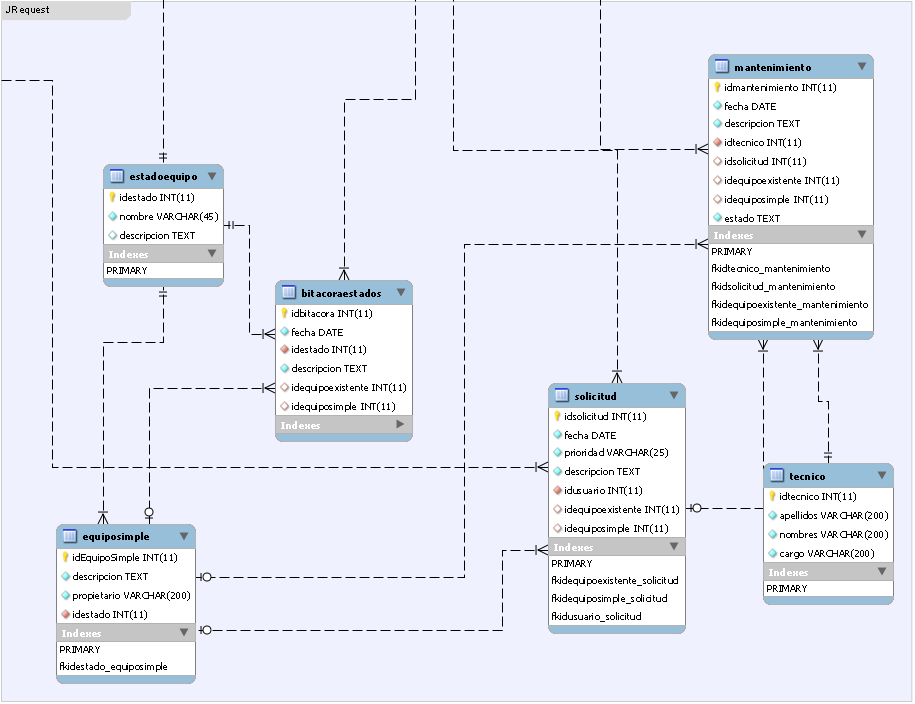 JRequest
mantenimiento
idmantenimiento INT(11)
fecha DATE
descripcion TEXT
idtecnico INT(11)
idsolicitud INT(11)
idequipoexistente INT(11)
idequiposimple INT(11)
estado TEXT
Indexes
PRIMARY
fkidtecnico_mantenimiento
fkidsolicitud_mantenimiento
fkidequipoexistente_mantenimiento
fkidequiposimple_mantenimiento
estadoequipo
idestado INT(11)
nombre VARCHAR(45)
descripcion TEXT
Indexes
PRIMARY
bitacoraestados
idbitacora INT(11)
fecha DATE
idestado INT(11)
descripcion TEXT
idequipoexistente INT(11)
idequiposimple INT(11)
Indexes
solicitud
idsolicitud INT(11)
fecha DATE
prioridad VARCHAR(25)
descripcion TEXT
idusuario INT(11)
idequipoexistente INT(11)
idequiposimple INT(11)
Indexes
PRIMARY
fkidequipoexistente_solicitud
fkidequiposimple_solicitud
fkidusuario_solicitud
tecnico
idtecnico INT(11)
apellidos VARCHAR(200)
nombres VARCHAR(200)
cargo VARCHAR(200)
Indexes
PRIMARY
equiposimple
idEquipoSimple INT(11)
descripcion TEXT
propietario VARCHAR(200)
idestado INT(11)
Indexes
PRIMARY
fkidestado_equiposimple